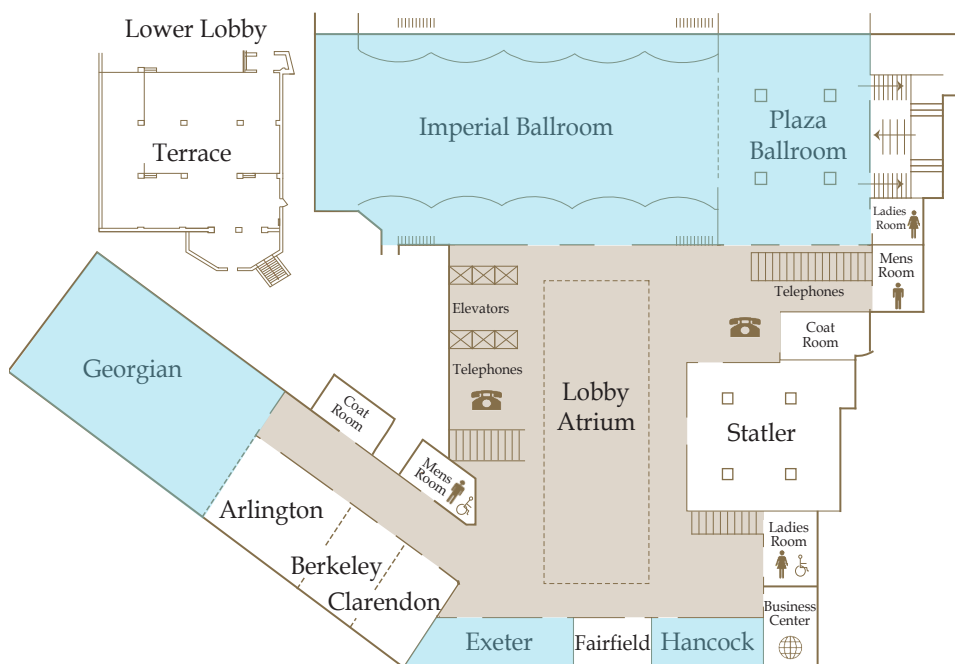 Lower Lobby
Terrace
Imperial Ballroom
Plaza
Ballroom
Ladies
Room
Mens
Room
Telephones
Elevators
Coat
Room
Telephones
Georgian
Coat
Room
Lobby
Atrium
Statler
Mens
Room
Arlington
Berkeley
Clarendon
Ladies
Room
Business
Center
Exeter
Fairfield
Hancock